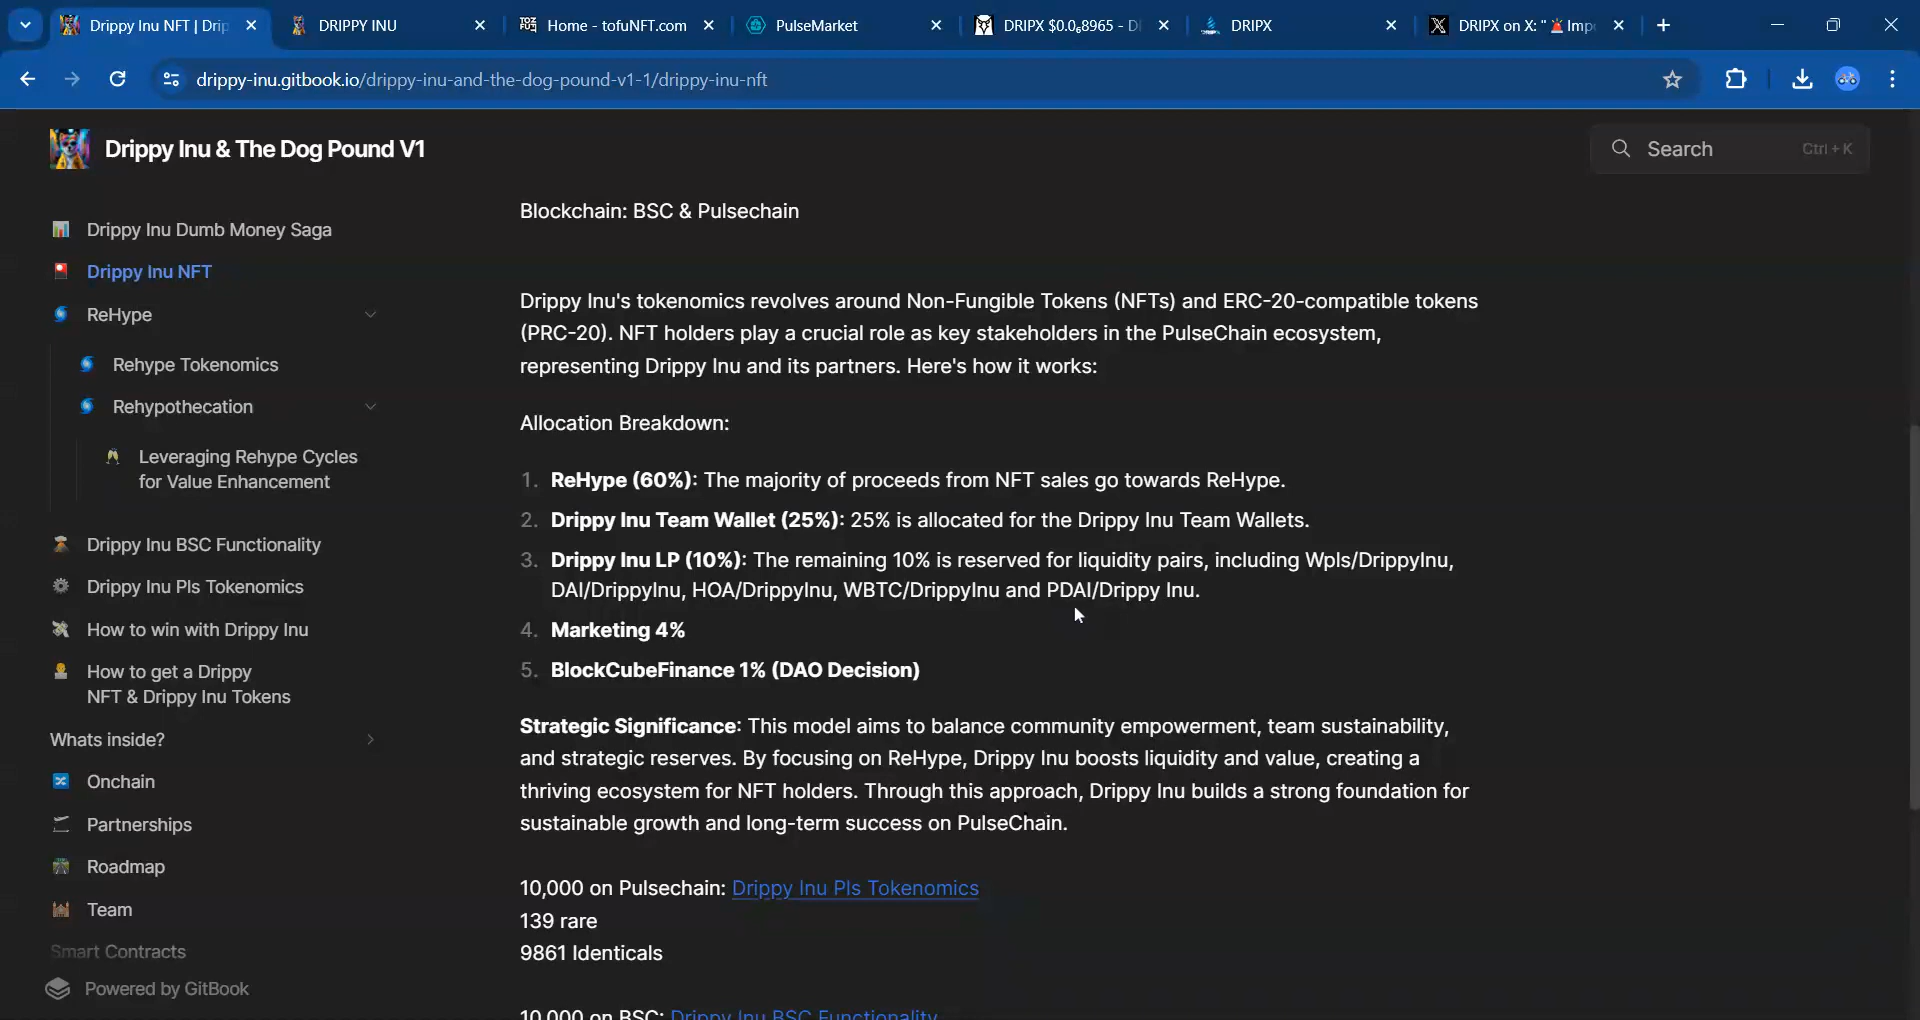 Drippy Inu NFT | Drip
DRIPPY INU
Home - tofuNFT.com
PulseMarket
DRIPX $0.0₆8965 - D
DRIPX
DRIPX on X: "🚨Imp
drippy-inu.gitbook.io/drippy-inu-and-the-dog-pound-v1-1/drippy-inu-nft
Drippy Inu & The Dog Pound V1
Search
Ctrl + K
Drippy Inu Dumb Money Saga
Drippy Inu NFT
ReHype
Rehype Tokenomics
Rehypothecation
Leveraging Rehype Cycles
for Value Enhancement
Drippy Inu BSC Functionality
Drippy Inu Pls Tokenomics
How to win with Drippy Inu
How to get a Drippy
NFT & Drippy Inu Tokens
Whats inside?
Onchain
Partnerships
Roadmap
Team
Smart Contracts
Powered by GitBook
Blockchain: BSC & Pulsechain
Drippy Inu's tokenomics revolves around Non-Fungible Tokens (NFTs) and ERC-20-compatible tokens
(PRC-20). NFT holders play a crucial role as key stakeholders in the PulseChain ecosystem,
representing Drippy Inu and its partners. Here's how it works:
Allocation Breakdown:
1. ReHype (60%): The majority of proceeds from NFT sales go towards ReHype.
2. Drippy Inu Team Wallet (25%): 25% is allocated for the Drippy Inu Team Wallets.
3. Drippy Inu LP (10%): The remaining 10% is reserved for liquidity pairs, including Wpls/DrippyInu,
DAI/DrippyInu, HOA/DrippyInu, WBTC/DrippyInu and PDAI/Drippy Inu.
4. Marketing 4%
5. BlockCubeFinance 1% (DAO Decision)
Strategic Significance: This model aims to balance community empowerment, team sustainability,
and strategic reserves. By focusing on ReHype, Drippy Inu boosts liquidity and value, creating a
thriving ecosystem for NFT holders. Through this approach, Drippy Inu builds a strong foundation for
sustainable growth and long-term success on PulseChain.
10,000 on Pulsechain: Drippy Inu Pls Tokenomics
139 rare
9861 Identicals
10,000 on BSC: Drippy Inu BSC Functionality